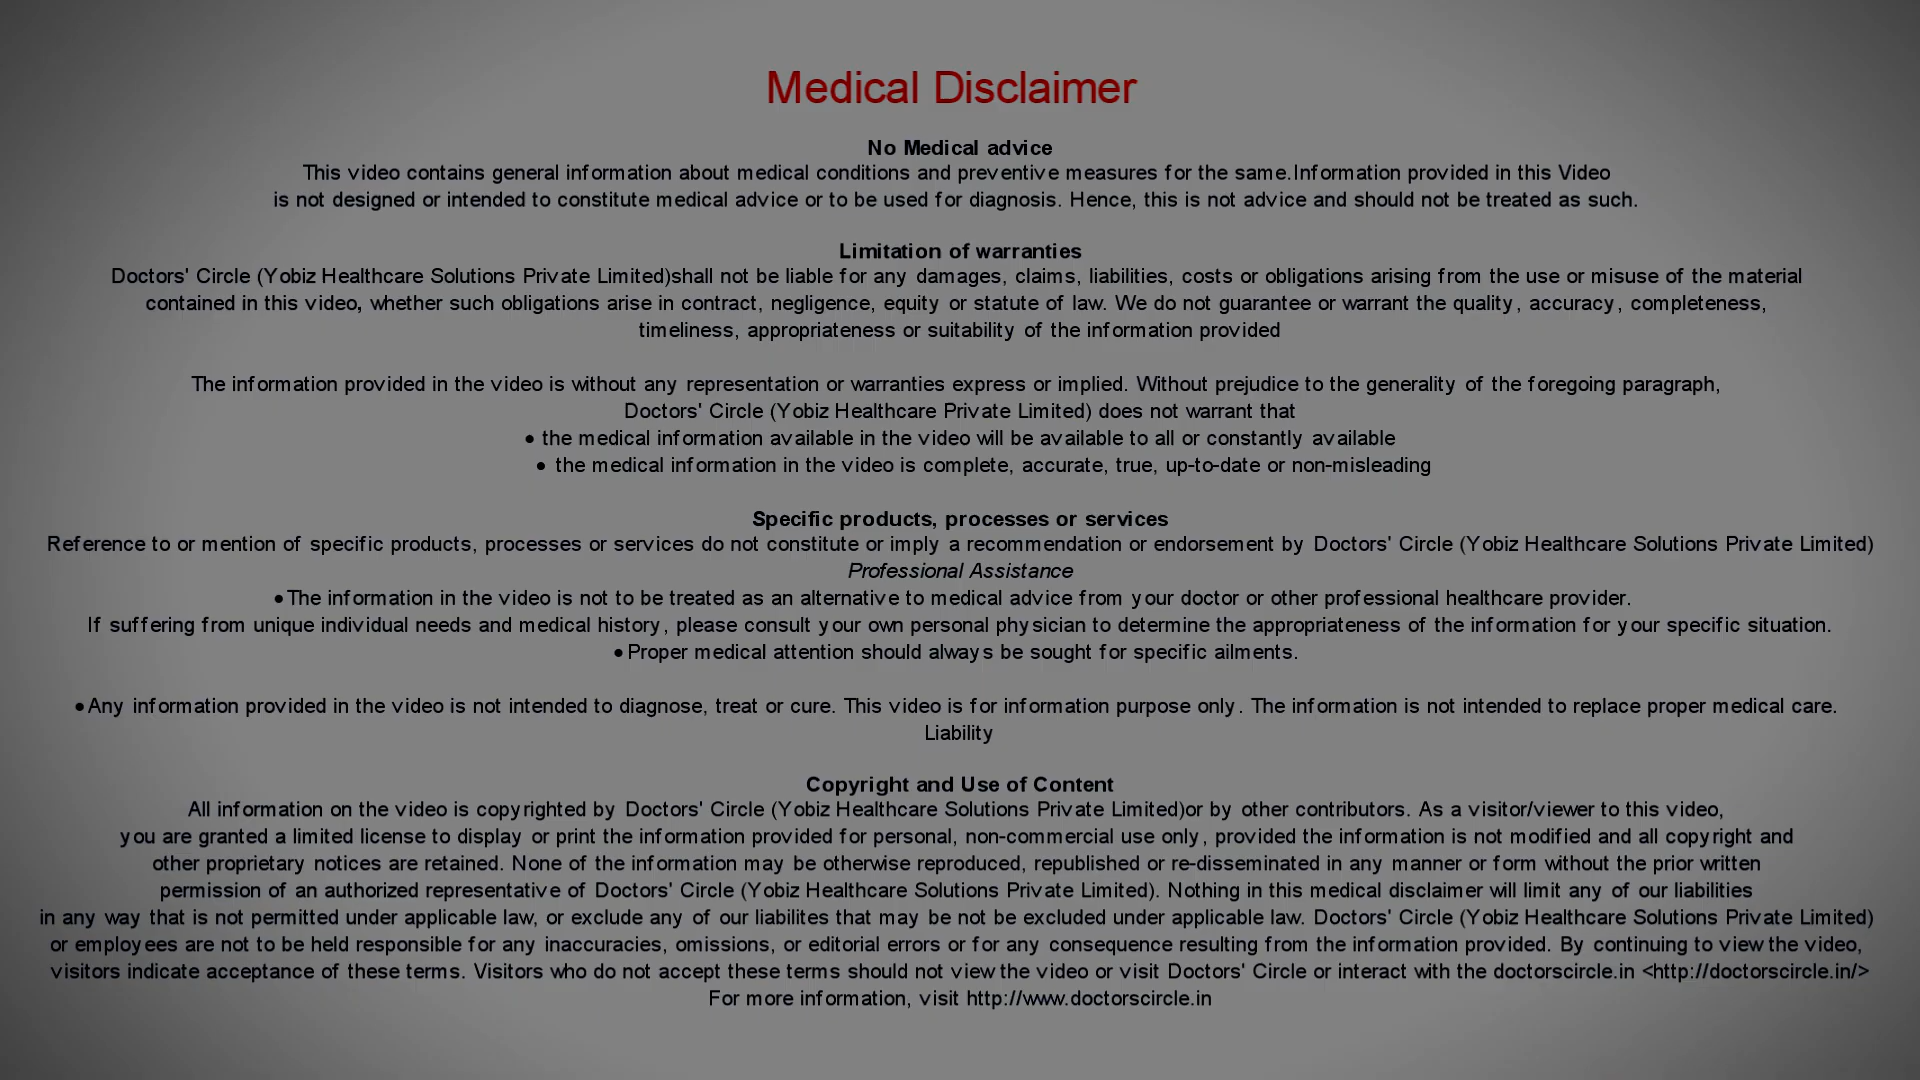 Medical Disclaimer
No Medical advice
This video contains general information about medical conditions and preventive measures for the same.Information provided in this Video
is not designed or intended to constitute medical advice or to be used for diagnosis. Hence, this is not advice and should not be treated as such.
Limitation of warranties
Doctors' Circle (Yobiz Healthcare Solutions Private Limited)shall not be liable for any damages, claims, liabilities, costs or obligations arising from the use or misuse of the material
contained in this video, whether such obligations arise in contract, negligence, equity or statute of law. We do not guarantee or warrant the quality, accuracy, completeness,
timeliness, appropriateness or suitability of the information provided
The information provided in the video is without any representation or warranties express or implied. Without prejudice to the generality of the foregoing paragraph,
Doctors' Circle (Yobiz Healthcare Private Limited) does not warrant that
● the medical information available in the video will be available to all or constantly available
● the medical information in the video is complete, accurate, true, up-to-date or non-misleading
Specific products, processes or services
Reference to or mention of specific products, processes or services do not constitute or imply a recommendation or endorsement by Doctors' Circle (Yobiz Healthcare Solutions Private Limited)
Professional Assistance
●The information in the video is not to be treated as an alternative to medical advice from your doctor or other professional healthcare provider.
If suffering from unique individual needs and medical history, please consult your own personal physician to determine the appropriateness of the information for your specific situation.
●Proper medical attention should always be sought for specific ailments.
●Any information provided in the video is not intended to diagnose, treat or cure. This video is for information purpose only. The information is not intended to replace proper medical care.
Liability
Copyright and Use of Content
All information on the video is copyrighted by Doctors' Circle (Yobiz Healthcare Solutions Private Limited)or by other contributors. As a visitor/viewer to this video,
you are granted a limited license to display or print the information provided for personal, non-commercial use only, provided the information is not modified and all copyright and
other proprietary notices are retained. None of the information may be otherwise reproduced, republished or re-disseminated in any manner or form without the prior written
permission of an authorized representative of Doctors' Circle (Yobiz Healthcare Solutions Private Limited). Nothing in this medical disclaimer will limit any of our liabilities
in any way that is not permitted under applicable law, or exclude any of our liabilites that may be not be excluded under applicable law. Doctors' Circle (Yobiz Healthcare Solutions Private Limited)
or employees are not to be held responsible for any inaccuracies, omissions, or editorial errors or for any consequence resulting from the information provided. By continuing to view the video,
visitors indicate acceptance of these terms. Visitors who do not accept these terms should not view the video or visit Doctors' Circle or interact with the doctorscircle.in <http://doctorscircle.in/>
For more information, visit http://www.doctorscircle.in